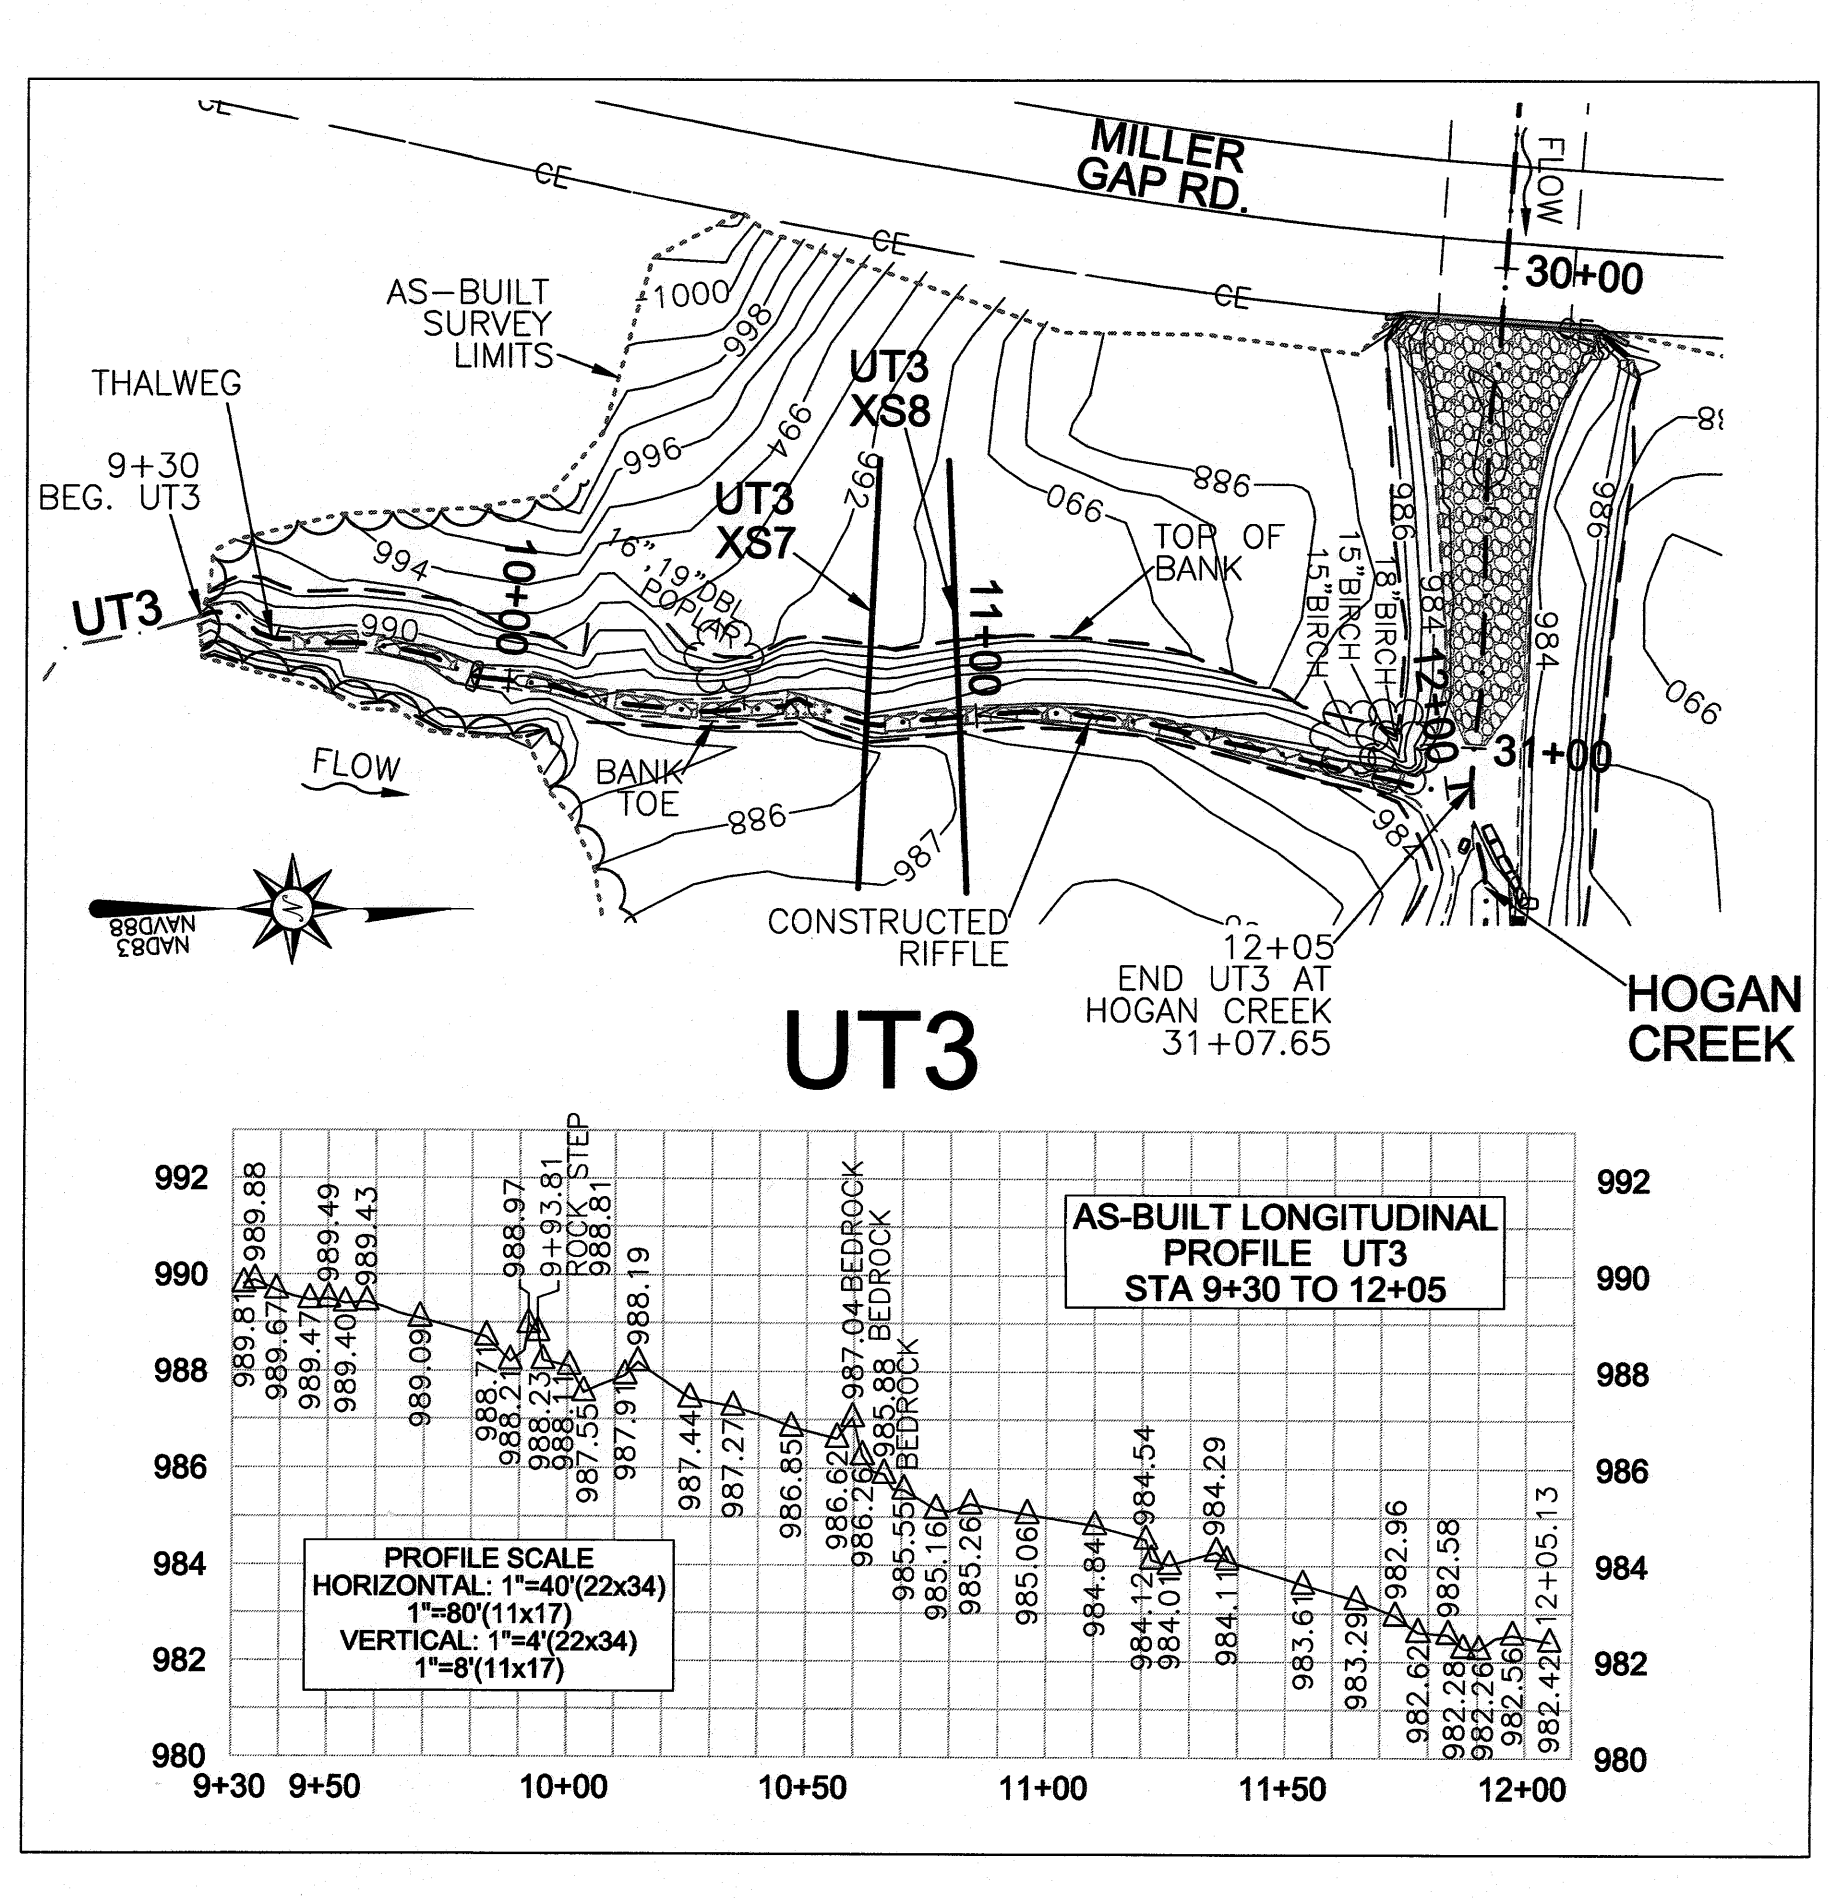 CE
MILLER
GAP RD.
FLOW
CE
CE
30+00
CE
AS-BUILT
SURVEY
LIMITS
1000
998
UT3
XS8
THALWEG
9+30
BEG. UT3
996
994
992
UT3
XS7
988
990
986
986
994
10+00
16",19"DBL
POPLAR
TOP OF
BANK
15"BIRCH
15"BIRCH
18"BIRCH
984
984
UT3
990
11+00
12+00
990
31+00
FLOW
BANK
TOE
988
987
984
N
NAD83
NAVD88
CONSTRUCTED
RIFFLE
12+05
END UT3 AT
HOGAN CREEK
31+07.65
HOGAN
CREEK
UT3
AS-BUILT LONGITUDINAL
PROFILE UT3
STA 9+30 TO 12+05
992
990
988
986
984
982
980
992
990
988
986
984
982
980
989.81
989.88
989.67
989.47
989.49
989.40
989.43
989.09
988.71
988.21
988.97
9+93.81
ROCK STEP
988.81
988.23
988.11
987.55
987.91
988.19
987.44
987.27
986.85
986.62
987.04 BEDROCK
986.26
985.88 BEDROCK
985.55 BEDROCK
985.16
985.26
985.06
984.84
984.54
984.12
984.01
984.29
984.11
983.61
983.29
982.96
982.62
982.58
982.28
982.26
982.56
982.42
12+05.13
PROFILE SCALE
HORIZONTAL: 1"=40'(22x34)
1"=80'(11x17)
VERTICAL: 1"=4'(22x34)
1"=8'(11x17)
9+30 9+50 10+00 10+50 11+00 11+50 12+00